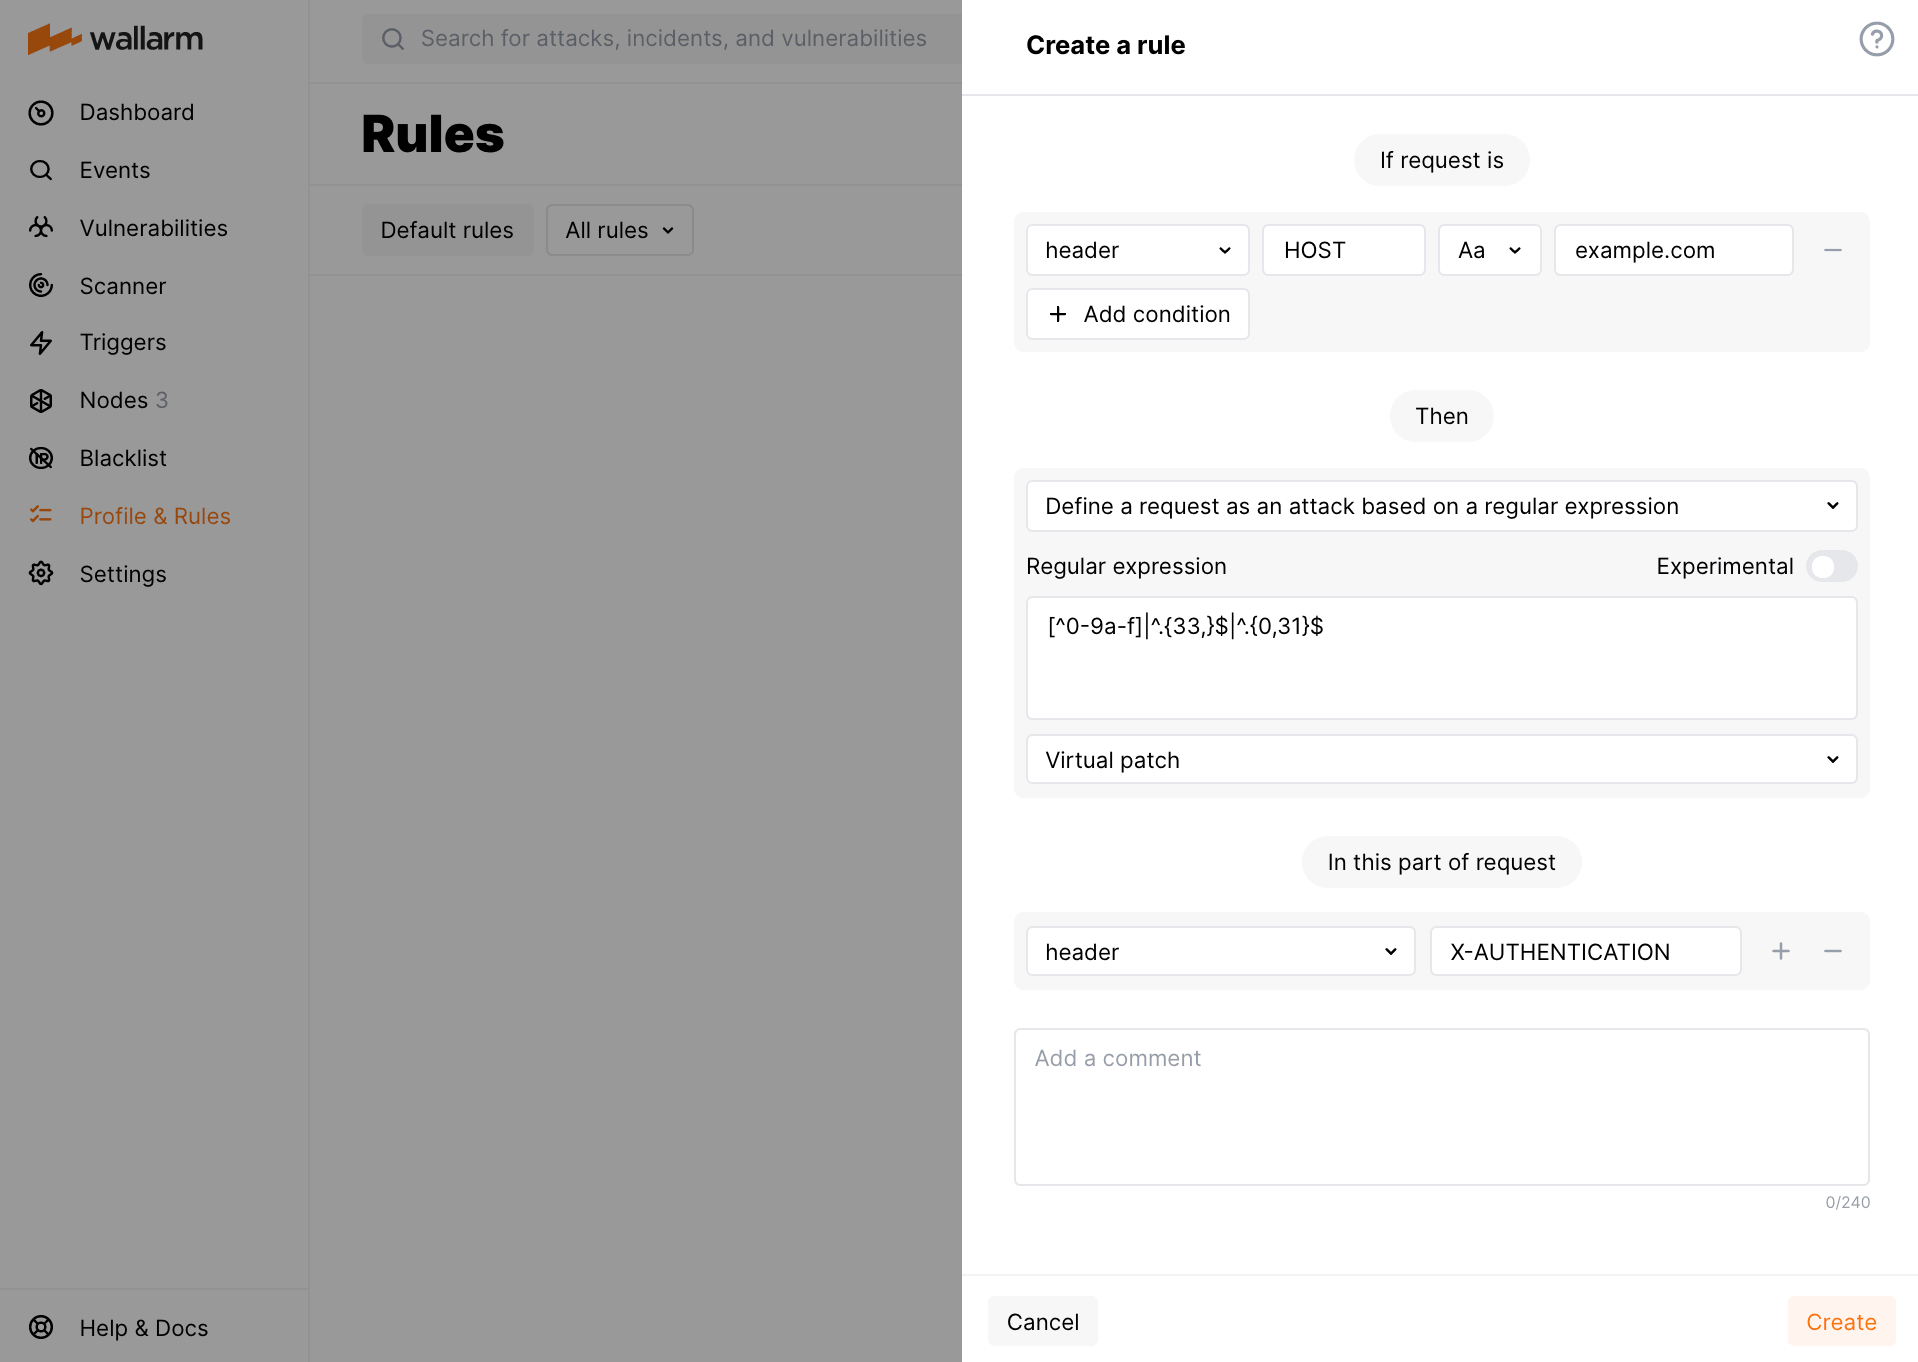 wallarm
Dashboard
Events
Vulnerabilities
Scanner
Triggers
Nodes 3
Blacklist
Profile & Rules
Settings
Help & Docs
Search for attacks, incidents, and vulnerabilities
Rules
Default rules
All rules
Create a rule
If request is
header HOST Aa example.com
Add condition
Then
Define a request as an attack based on a regular expression
Regular expression Experimental
[^0-9a-f]|^.{33,}$|^.{0,31}$
Virtual patch
In this part of request
header X-AUTHENTICATION
Add a comment
0/240
Cancel Create